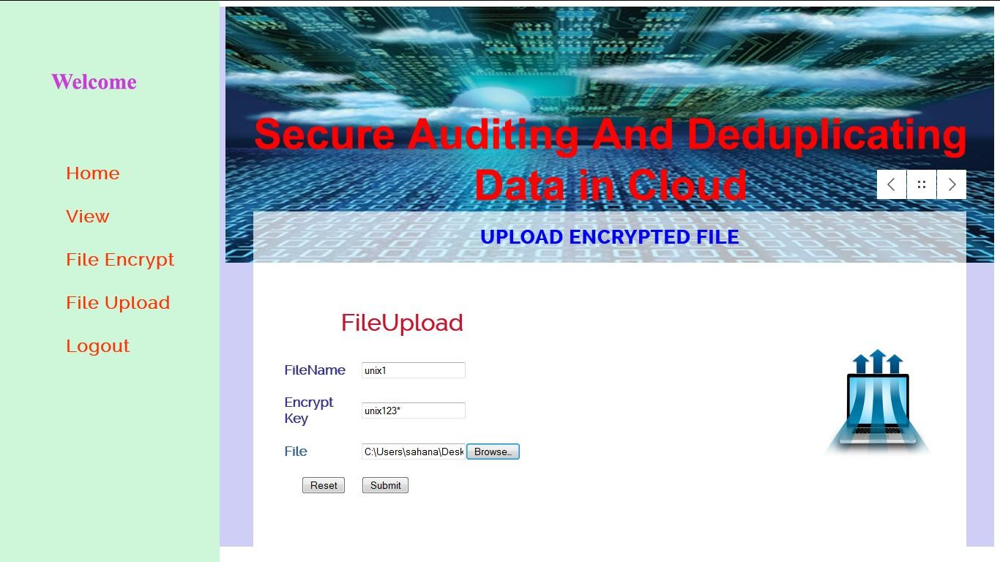 Welcome
Home
View
File Encrypt
File Upload
Logout
Secure Auditing And Deduplicating
Data in Cloud
UPLOAD ENCRYPTED FILE
FileUpload
FileName unix1
Encrypt
Key unix123*
File C:\Users\sahana\Desk Browse...
Reset Submit